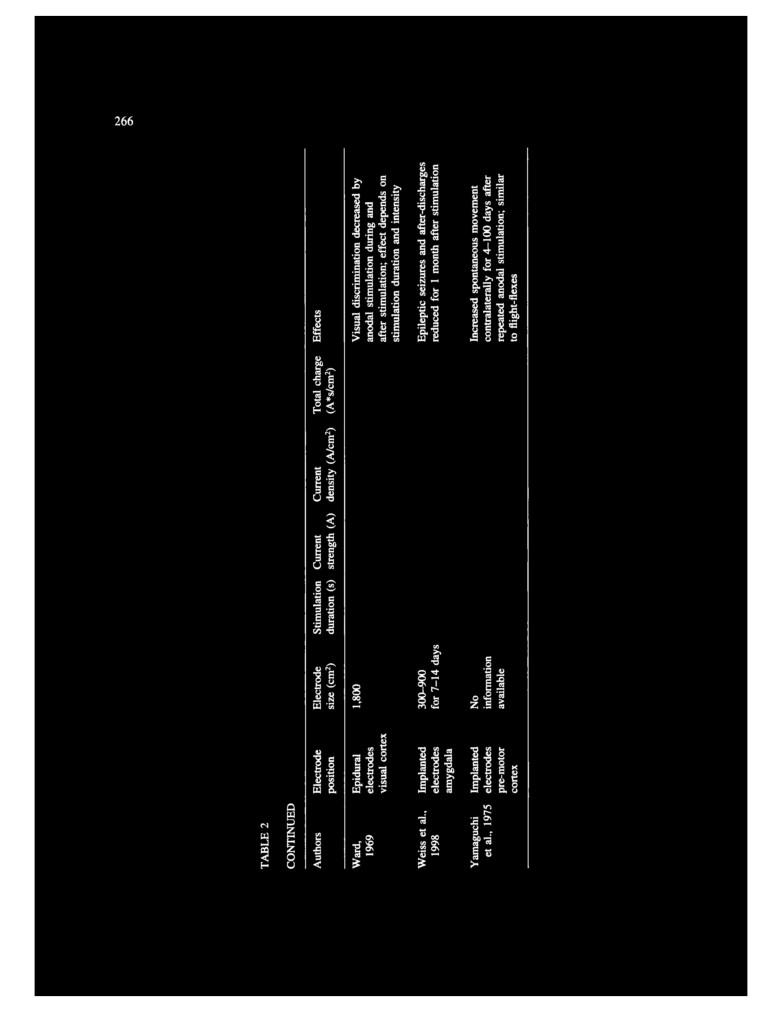 266
TABLE 2
CONTINUED
Authors Electrode position Electrode size (cm²) Stimulation duration (s) Current strength (A) Current density (A/cm²) Total charge (A*s/cm²) Effects
Ward, 1969 Epidural electrodes visual cortex 1,800 Visual discrimination decreased by anodal stimulation during and after stimulation; effect depends on stimulation duration and intensity
Weiss et al., 1998 Implanted electrodes amygdala 300–900 for 7–14 days Epileptic seizures and after-discharges reduced for 1 month after stimulation
Yamaguchi et al., 1975 Implanted electrodes pre-motor cortex No information available Increased spontaneous movement contralaterally for 4–100 days after repeated anodal stimulation; similar to flight-flexes